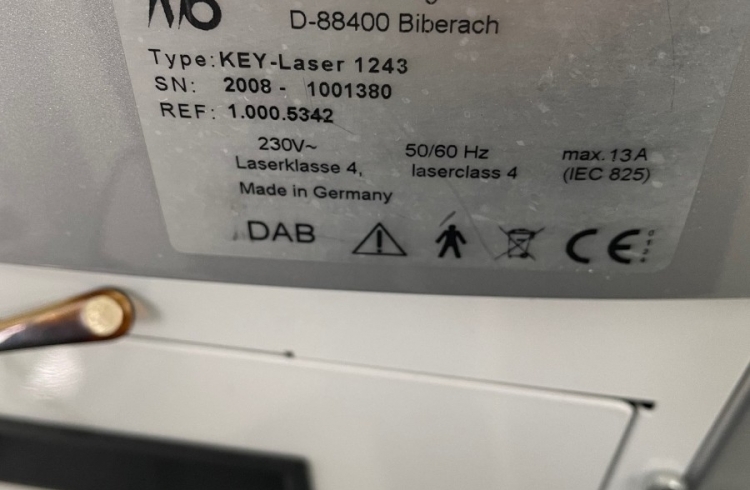 D-88400 Biberach
Type: KEY-Laser 1243
SN: 2008 - 1001380
REF: 1.000.5342
230V~ 50/60 Hz max. 13A
Laserklasse 4, laserclass 4 (IEC 825)
Made in Germany
DAB CE